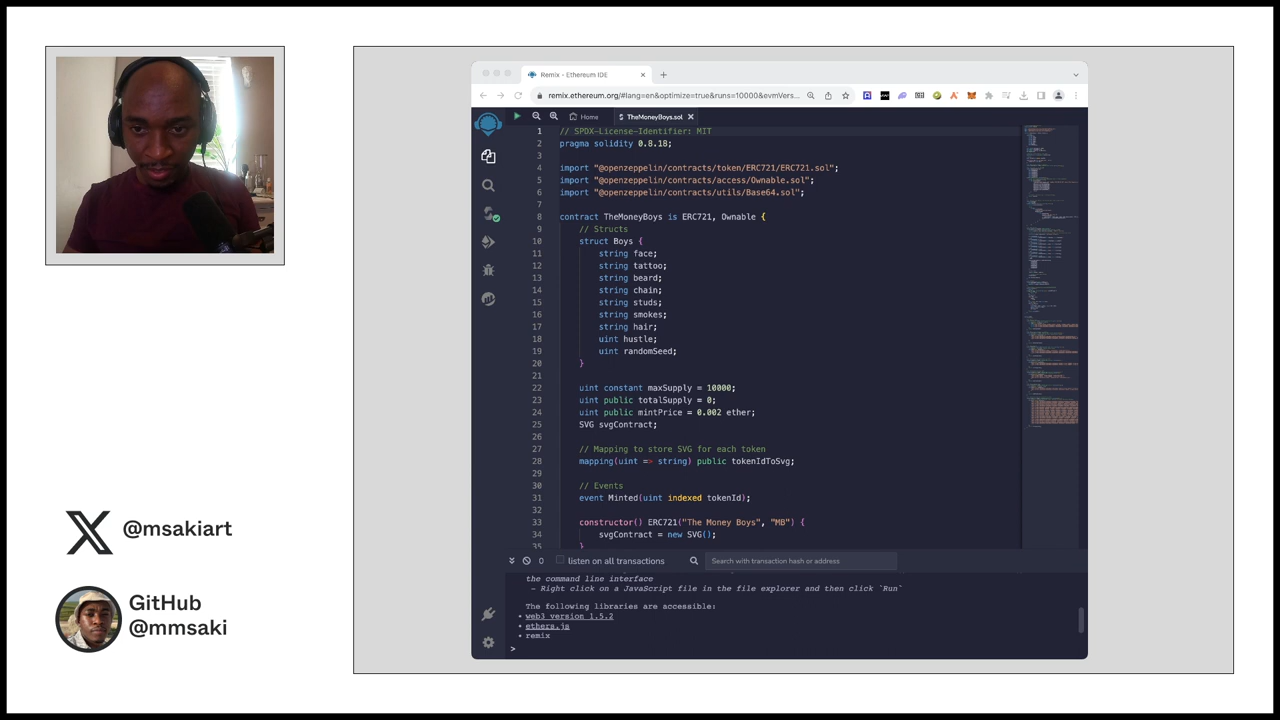 Remix - Ethereum IDE
remix.ethereum.org/#lang=en&optimize=true&runs=10000&evmVers...
Home
TheMoneyBoys.sol
1 // SPDX-License-Identifier: MIT
2 pragma solidity 0.8.18;
3
4 import "@openzeppelin/contracts/token/ERC721/ERC721.sol";
5 import "@openzeppelin/contracts/access/Ownable.sol";
6 import "@openzeppelin/contracts/utils/Base64.sol";
7
8 contract TheMoneyBoys is ERC721, Ownable {
9 // Structs
10 struct Boys {
11 string face;
12 string tattoo;
13 string beard;
14 string chain;
15 string studs;
16 string smokes;
17 string hair;
18 uint hustle;
19 uint randomSeed;
20 }
21
22 uint constant maxSupply = 10000;
23 uint public totalSupply = 0;
24 uint public mintPrice = 0.002 ether;
25 SVG svgContract;
26
27 // Mapping to store SVG for each token
28 mapping(uint => string) public tokenIdToSvg;
29
30 // Events
31 event Minted(uint indexed tokenId);
32
33 constructor() ERC721("The Money Boys", "MB") {
34 svgContract = new SVG();
35 }
0 listen on all transactions
Search with transaction hash or address
the command line interface
- Right click on a JavaScript file in the file explorer and then click `Run`
The following libraries are accessible:
• web3 version 1.5.2
• ethers.js
• remix
>
@msakiart
GitHub
@mmsaki